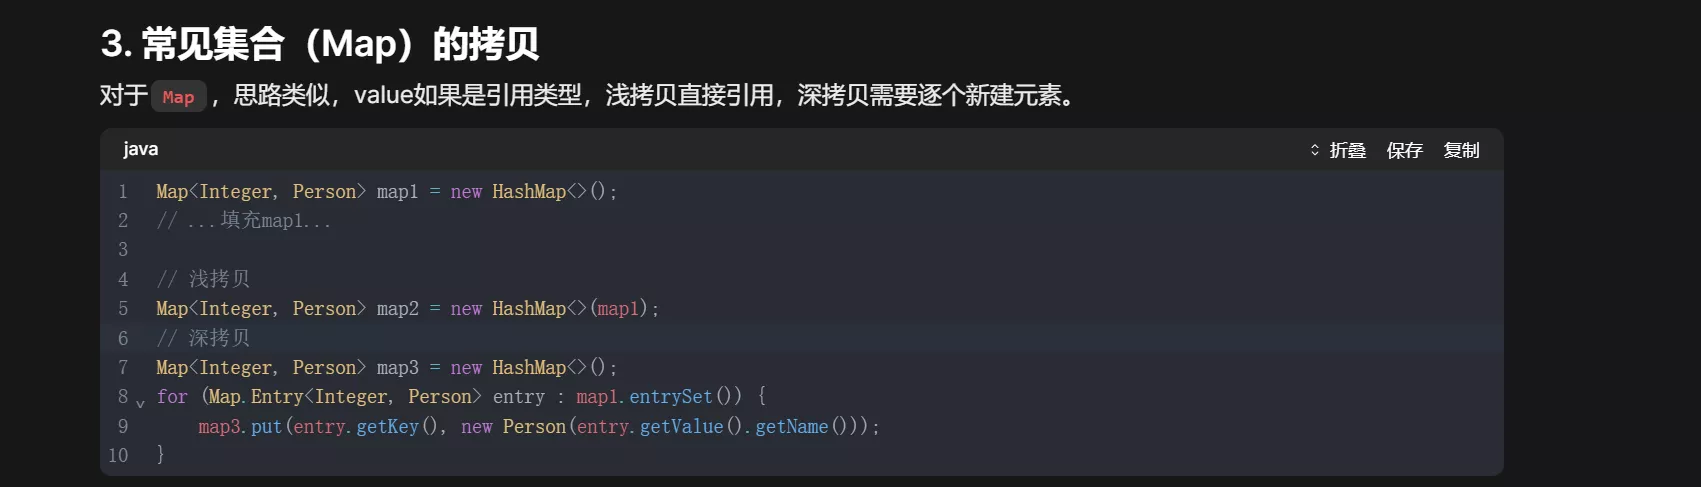 3. 常见集合（Map）的拷贝
对于 Map ，思路类似，value如果是引用类型，浅拷贝直接引用，深拷贝需要逐个新建元素。
java 折叠 保存 复制
1 Map<Integer, Person> map1 = new HashMap<>();
2 // ...填充map1...
3
4 // 浅拷贝
5 Map<Integer, Person> map2 = new HashMap<>(map1);
6 // 深拷贝
7 Map<Integer, Person> map3 = new HashMap<>();
8 for (Map.Entry<Integer, Person> entry : map1.entrySet()) {
9     map3.put(entry.getKey(), new Person(entry.getValue().getName()));
10 }